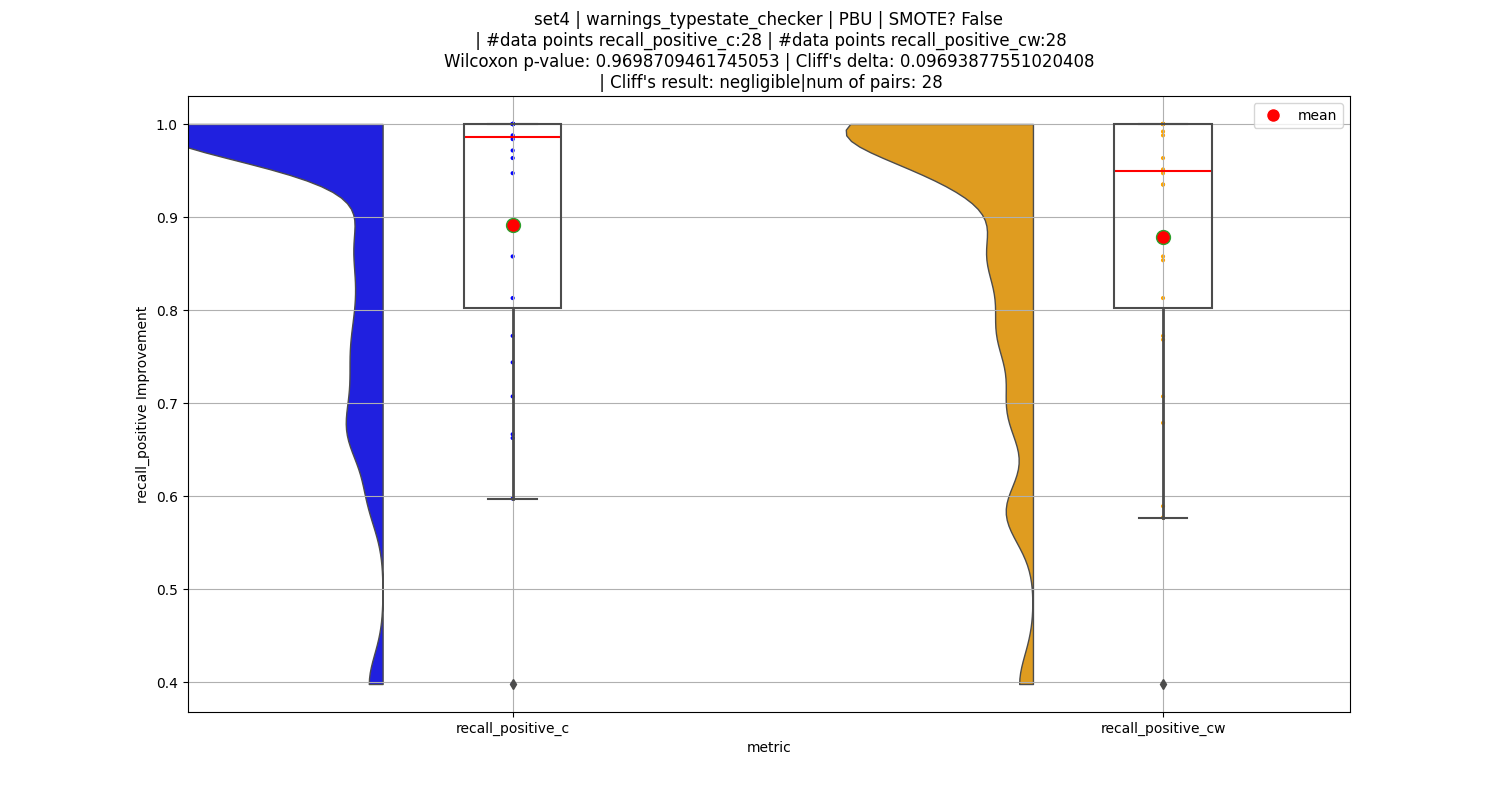 set4 | warnings_typestate_checker | PBU | SMOTE? False
| #data points recall_positive_c:28 | #data points recall_positive_cw:28
Wilcoxon p-value: 0.9698709461745053 | Cliff's delta: 0.09693877551020408
| Cliff's result: negligible|num of pairs: 28
mean
1.0
0.9
0.8
0.7
0.6
0.5
0.4
recall_positive Improvement
recall_positive_c
recall_positive_cw
metric